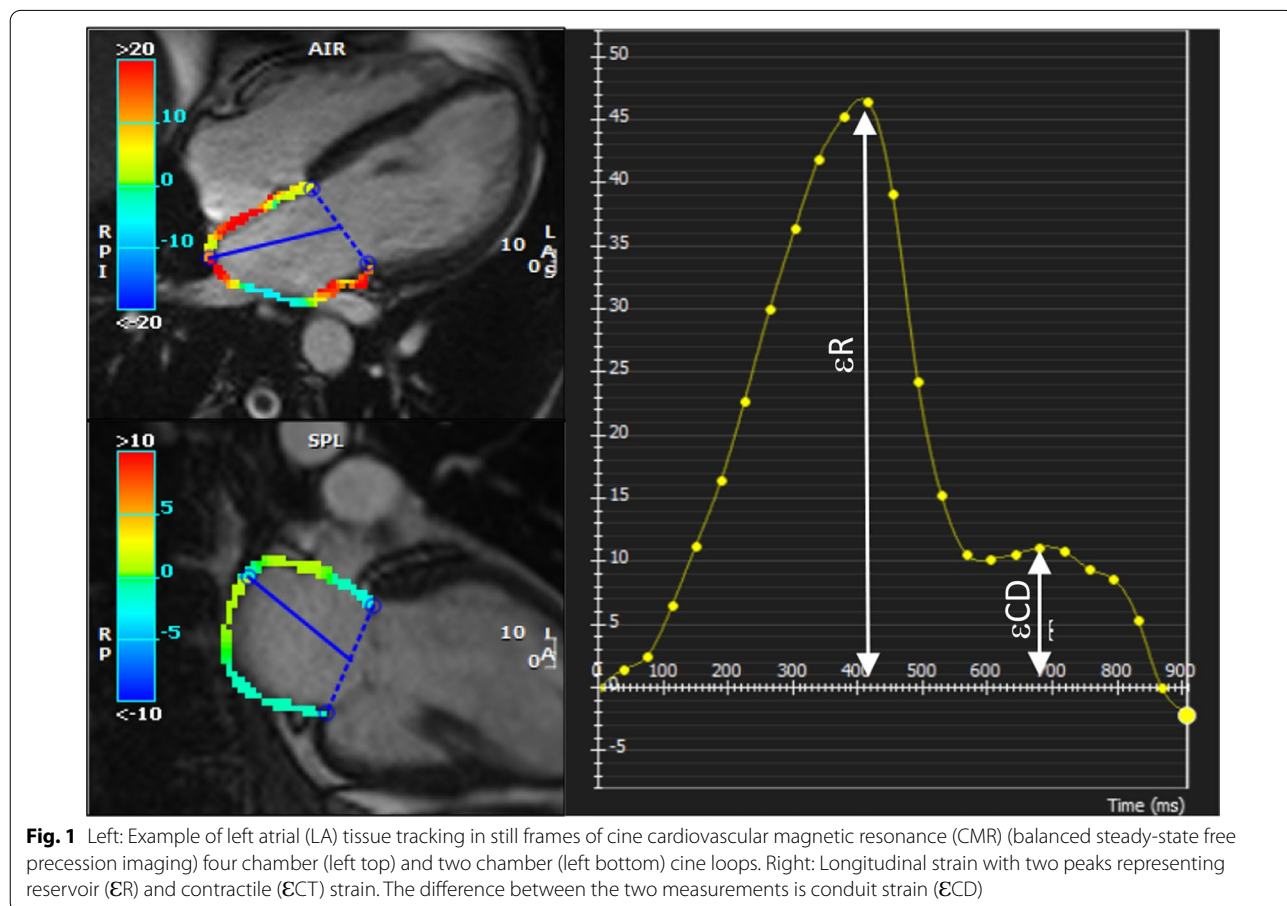 >20
AIR
10
0
-10
<-20
R
P
I
10
0
L
A
>10
SPL
5
0
-5
<-10
R
P
10
0
L
A
50
45
40
35
30
25
20
15
10
5
0
-5
εR
εCD
0 100 200 300 400 500 600 700 800 900
Time (ms)
Fig. 1 Left: Example of left atrial (LA) tissue tracking in still frames of cine cardiovascular magnetic resonance (CMR) (balanced steady-state free
precession imaging) four chamber (left top) and two chamber (left bottom) cine loops. Right: Longitudinal strain with two peaks representing
reservoir (ƐR) and contractile (ƐCT) strain. The difference between the two measurements is conduit strain (ƐCD)